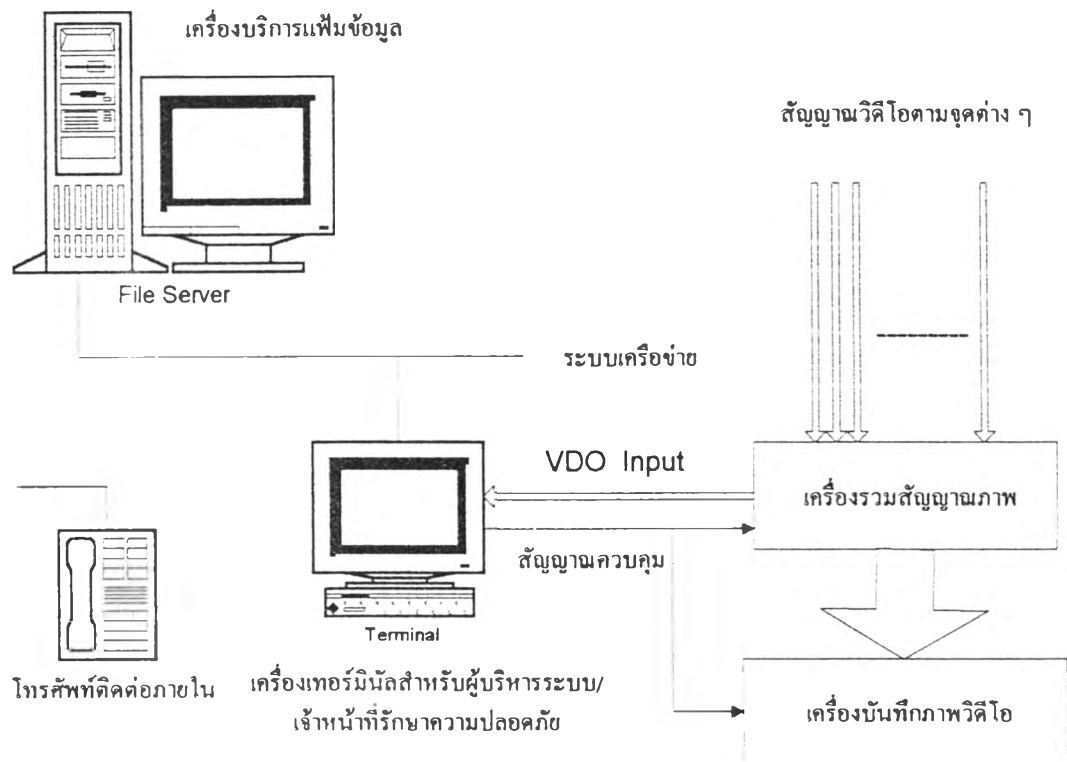 เครื่องบริการแฟ้มข้อมูล
สัญญาณวิดีโอตามจุดต่าง ๆ
File Server
ระบบเครือข่าย
VDO Input
เครื่องรวมสัญญาณภาพ
สัญญาณควบคุม
Terminal
โทรศัพท์ติดต่อภายใน
เครื่องเทอร์มินัลสำหรับผู้บริหารระบบ/
เจ้าหน้าที่รักษาความปลอดภัย
เครื่องบันทึกภาพวิดีโอ